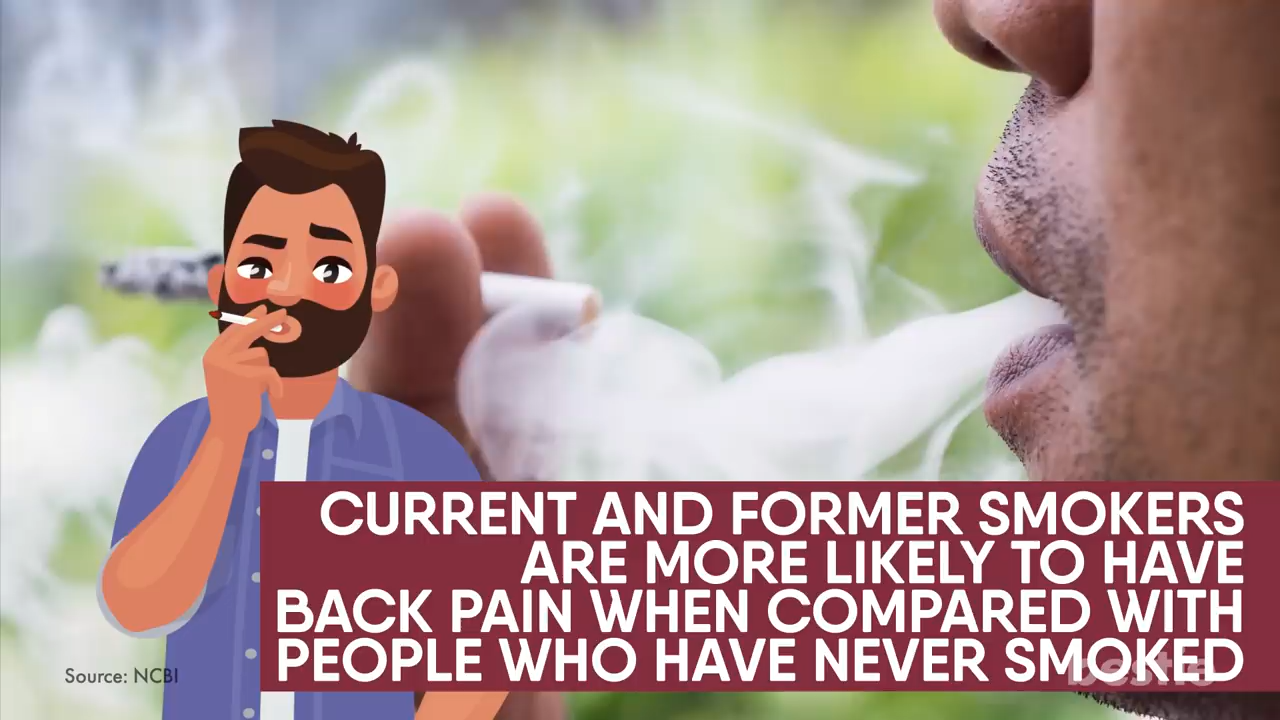 CURRENT AND FORMER SMOKERS
ARE MORE LIKELY TO HAVE
BACK PAIN WHEN COMPARED WITH
PEOPLE WHO HAVE NEVER SMOKED
Source: NCBI
bestie